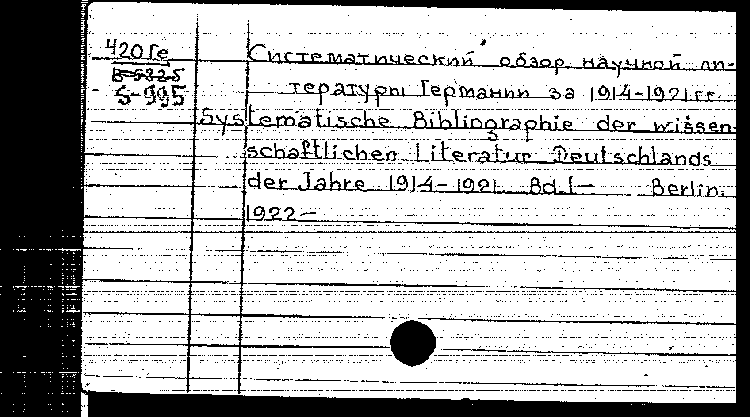 420 Ге
Систематический обзор научной ли-
S-995
тературы Германии за 1914-1921 гг.
Systematische Bibliographie der wissen-
schaftlichen Literatur Deutschlands
der Jahre 1914-1921. Bd. I— Berlin.
1922—